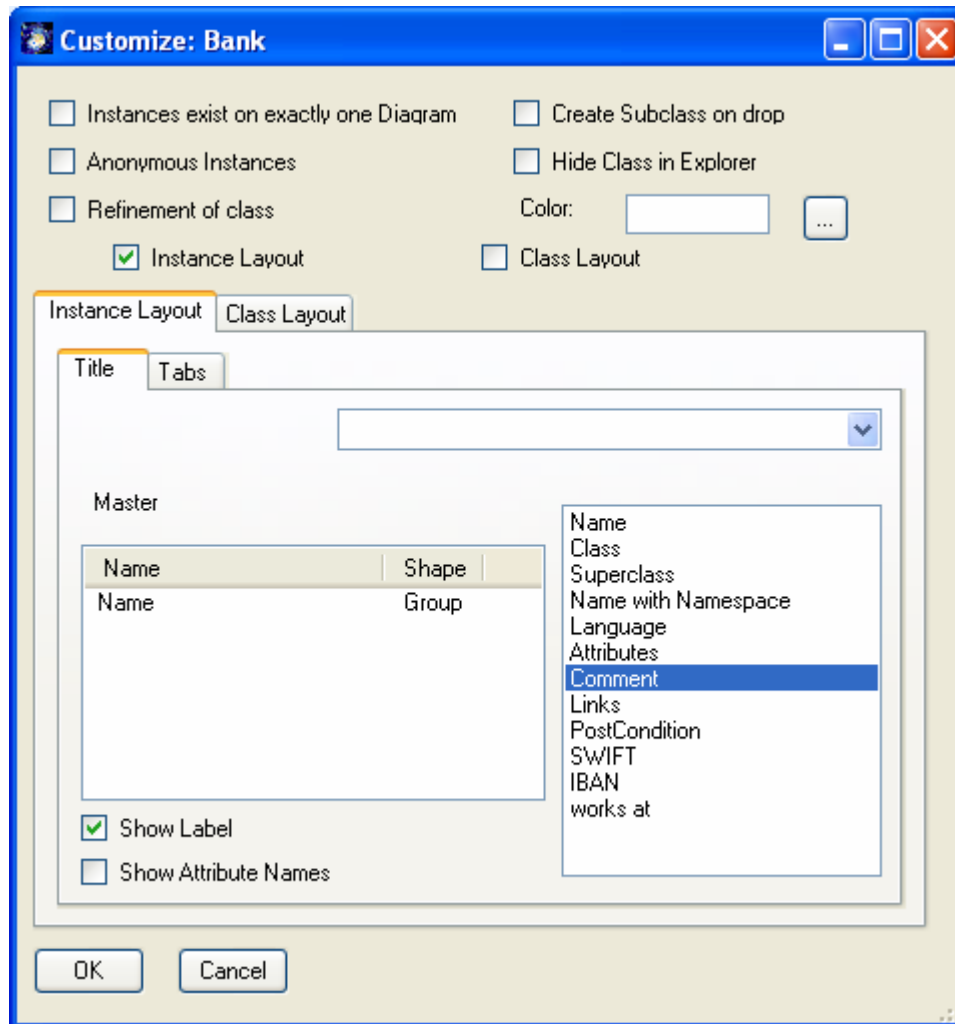 Customize: Bank
Instances exist on exactly one Diagram
Create Subclass on drop
Anonymous Instances
Hide Class in Explorer
Refinement of class
Color:
...
Instance Layout
Class Layout
Instance Layout
Class Layout
Title
Tabs
Master
Name
Shape
Name
Group
Name
Class
Superclass
Name with Namespace
Language
Attributes
Comment
Links
PostCondition
SWIFT
IBAN
works at
Show Label
Show Attribute Names
OK
Cancel